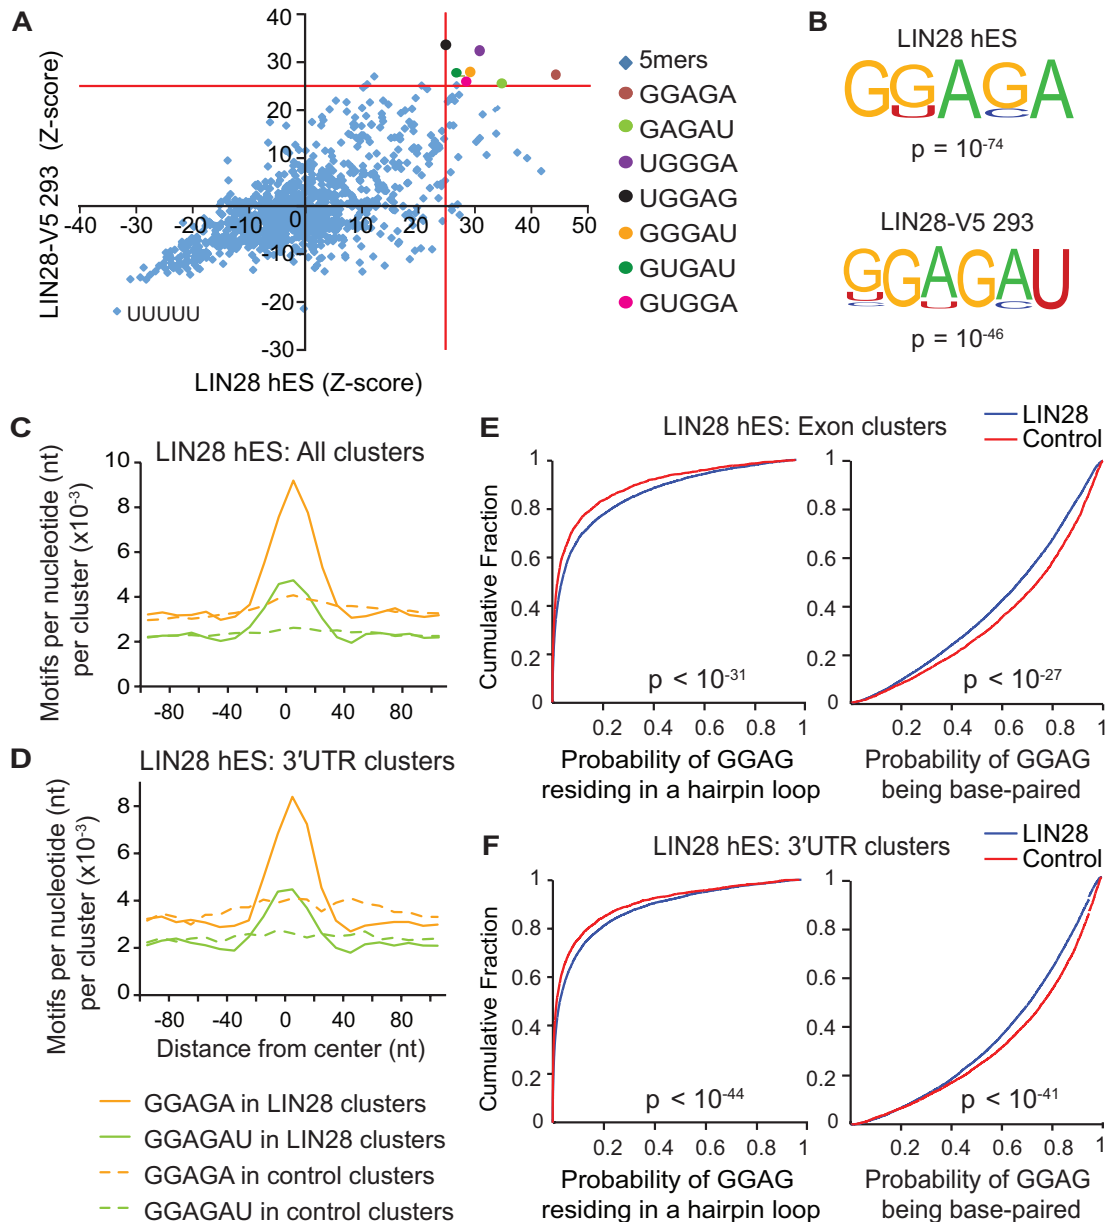 A
LIN28-V5 293 (Z-score)
40
30
20
10
0
-10
-20
-30
-40 -30 -20 -10 0 10 20 30 40 50
UUUUU
LIN28 hES (Z-score)
5mers
GGAGA
GAGAU
UGGGA
UGGAG
GGGAU
GUGAU
GUGGA
B
LIN28 hES
GGAGA
U C
p = 10-74
LIN28-V5 293
GGAGAU
U U C
C
p = 10-46
C
LIN28 hES: All clusters
Motifs per nucleotide (nt)
per cluster (x10-3)
10
8
6
4
2
0
-80 -40 0 40 80
D
LIN28 hES: 3′UTR clusters
Motifs per nucleotide (nt)
per cluster (x10-3)
8
6
4
2
0
-80 -40 0 40 80
Distance from center (nt)
GGAGA in LIN28 clusters
GGAGAU in LIN28 clusters
GGAGA in control clusters
GGAGAU in control clusters
E
LIN28 hES: Exon clusters
LIN28
Control
Cumulative Fraction
1
0.8
0.6
0.4
0.2
0
0.2 0.4 0.6 0.8 1
p < 10-31
Probability of GGAG
residing in a hairpin loop
1
0.8
0.6
0.4
0.2
0
0.2 0.4 0.6 0.8 1
p < 10-27
Probability of GGAG
being base-paired
F
LIN28 hES: 3′UTR clusters
LIN28
Control
Cumulative Fraction
1
0.8
0.6
0.4
0.2
0
0.2 0.4 0.6 0.8 1
p < 10-44
Probability of GGAG
residing in a hairpin loop
1
0.8
0.6
0.4
0.2
0
0.2 0.4 0.6 0.8 1
p < 10-41
Probability of GGAG
being base-paired